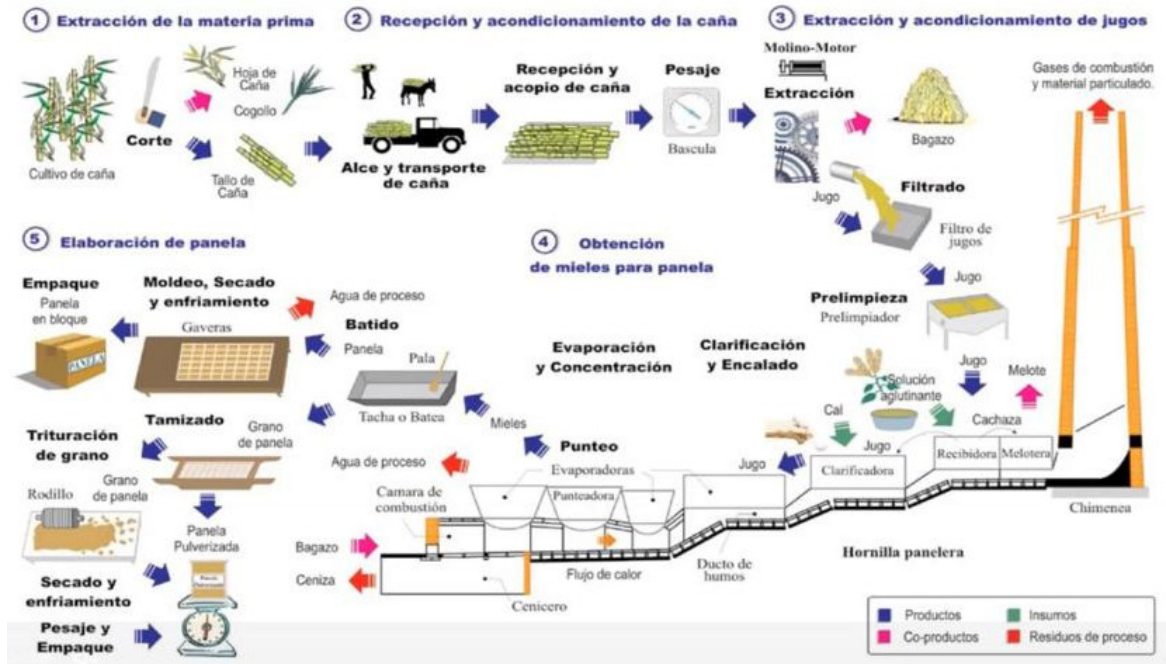 1 Extracción de la materia prima
Cultivo de caña
Corte
Hoja de
Caña
Cogollo
Tallo de
Caña
2 Recepción y acondicionamiento de la caña
Alce y transporte
de caña
Recepción y
acopio de caña
Pesaje
Bascula
3 Extracción y acondicionamiento de jugos
Molino-Motor
Extracción
Bagazo
Jugo
Filtrado
Filtro de
jugos
Jugo
Prelimpieza
Prelimpiador
Jugo
Melote
Gases de combustión
y material particulado.
4 Obtención
de mieles para panela
Evaporación
y Concentración
Clarificación
y Encalado
Solución
aglutinante
Cal
Jugo
Cachaza
Recibidora
Melotera
Clarificadora
Jugo
Punteo
Evaporadoras
Punteadora
Mieles
Agua de proceso
Camara de
combustión
Bagazo
Ceniza
Cenicero
Flujo de calor
Ducto de
humos
Hornilla panelera
Chimenea
5 Elaboración de panela
Empaque
Panela
en bloque
PANELA
Moldeo, Secado
y enfriamiento
Gaveras
Agua de proceso
Batido
Panela
Pala
Tacha o Batea
Tamizado
Grano
de panela
Trituración
de grano
Rodillo
Grano
de panela
Panela
Pulverizada
Secado y
enfriamiento
Pesaje y
Empaque
Productos
Co-productos
Insumos
Residuos de proceso